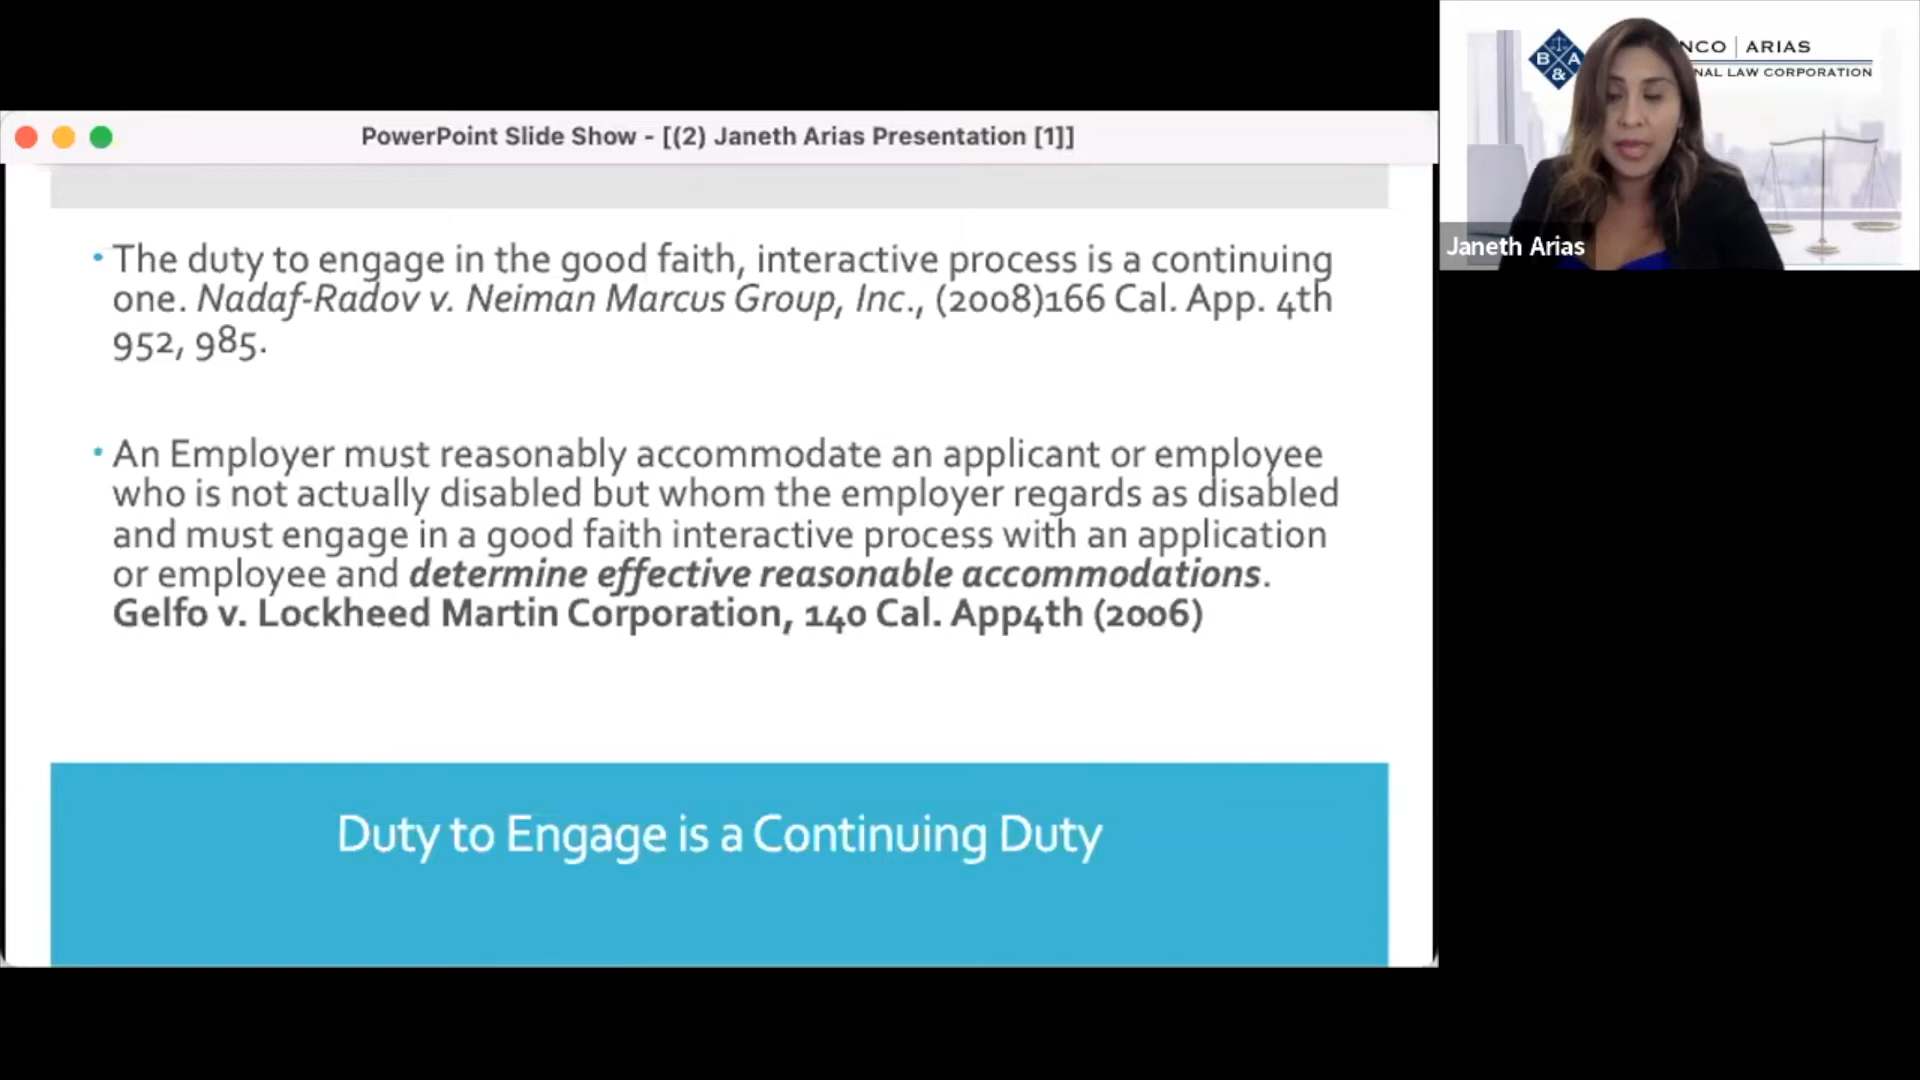 PowerPoint Slide Show - [(2) Janeth Arias Presentation [1]]
• The duty to engage in the good faith, interactive process is a continuing
one. Nadaf-Radov v. Neiman Marcus Group, Inc., (2008)166 Cal. App. 4th
952, 985.
• An Employer must reasonably accommodate an applicant or employee
who is not actually disabled but whom the employer regards as disabled
and must engage in a good faith interactive process with an application
or employee and determine effective reasonable accommodations.
Gelfo v. Lockheed Martin Corporation, 140 Cal. App4th (2006)
Duty to Engage is a Continuing Duty
B & A
NCO | ARIAS
NAL LAW CORPORATION
Janeth Arias